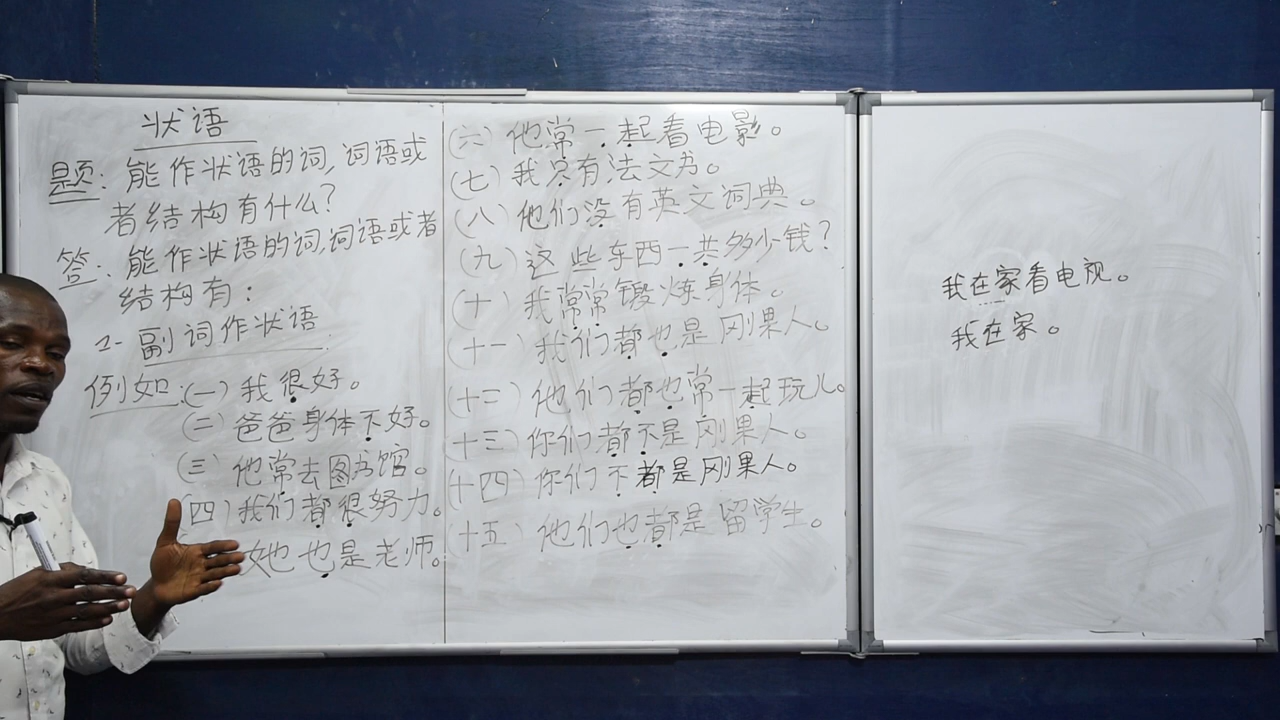 状语
题：能作状语的词，词语或
者结构有什么？
答：能作状语的词，词语或者
结构有：
1- 副词作状语
例如：(一) 我很好。
(二) 爸爸身体不好。
(三) 他常去图书馆。
(四) 我们都很努力。
她也是老师。
(六) 他常一起看电影。
(七) 我只有法文书。
(八) 他们没有英文词典。
(九) 这些东西一共多少钱？
(十) 我常常锻炼身体。
(十一) 我们都也是刚果人。
(十二) 他们都也常一起玩儿。
(十三) 你们都不是刚果人。
(十四) 你们不都是刚果人。
(十五) 他们也都是留学生。
我在家看电视。
我在家。